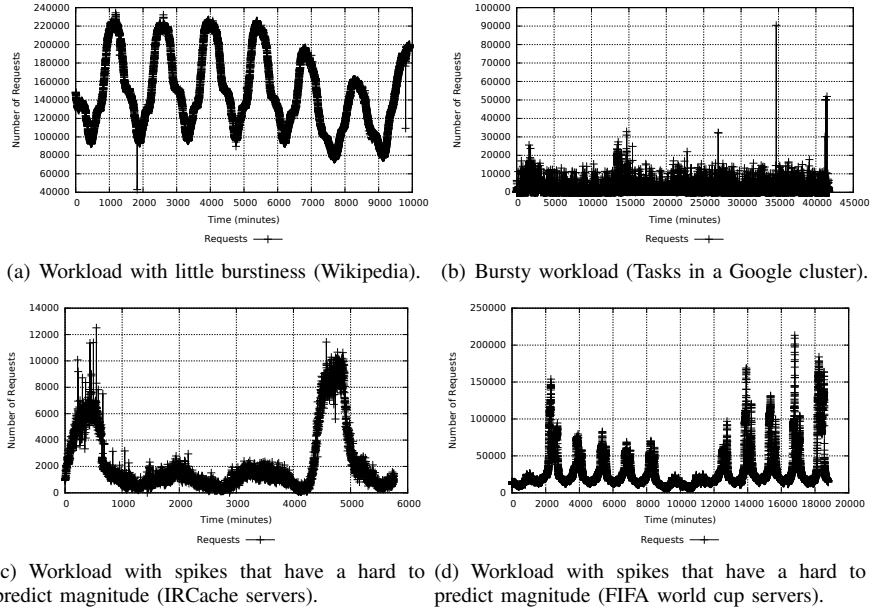 240000
220000
200000
180000
160000
140000
120000
100000
80000
60000
40000
Number of Requests
0 1000 2000 3000 4000 5000 6000 7000 8000 9000 10000
Time (minutes)
Requests
(a) Workload with little burstiness (Wikipedia).
100000
90000
80000
70000
60000
50000
40000
30000
20000
10000
0
Number of Requests
0 5000 10000 15000 20000 25000 30000 35000 40000 45000
Time (minutes)
Requests
(b) Bursty workload (Tasks in a Google cluster).
14000
12000
10000
8000
6000
4000
2000
0
Number of Requests
0 1000 2000 3000 4000 5000 6000
Time (minutes)
Requests
c) Workload with spikes that have a hard to
predict magnitude (IRCache servers).
250000
200000
150000
100000
50000
0
Number of Requests
0 2000 4000 6000 8000 10000 12000 14000 16000 18000 20000
Time (minutes)
Requests
(d) Workload with spikes that have a hard to
predict magnitude (FIFA world cup servers).